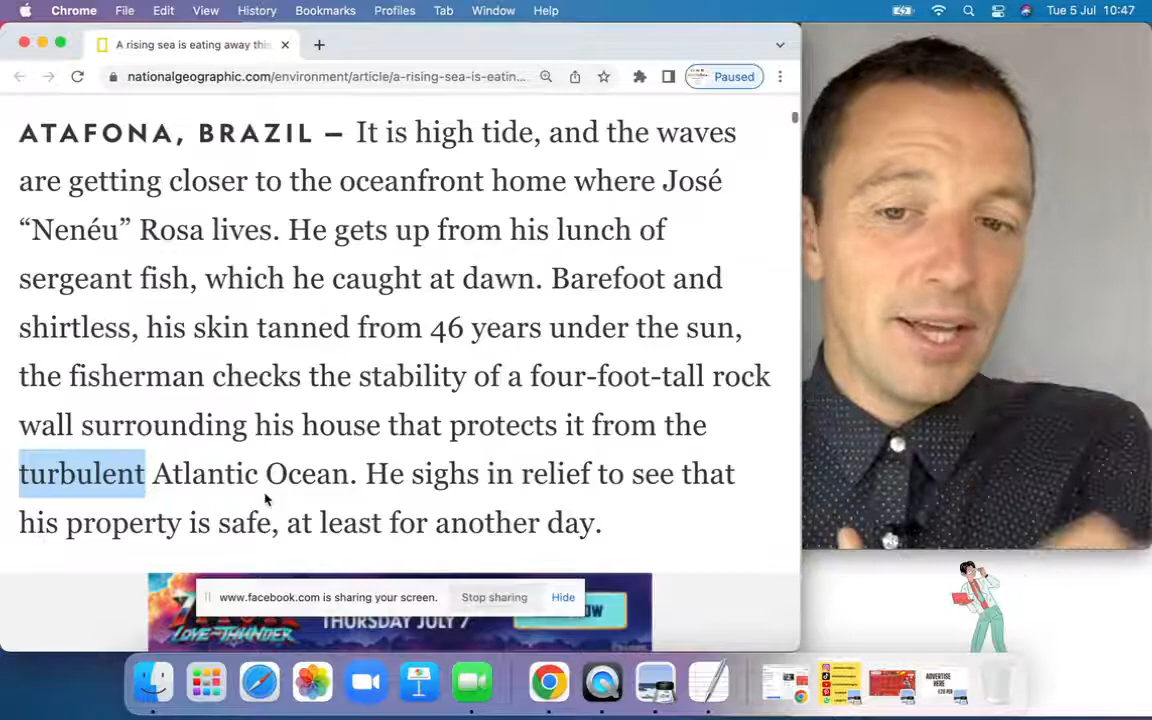 Chrome File Edit View History Bookmarks Profiles Tab Window Help Tue 5 Jul 10:47
A rising sea is eating away this
nationalgeographic.com/environment/article/a-rising-sea-is-eatin... Paused
ATAFONA, BRAZIL – It is high tide, and the waves
are getting closer to the oceanfront home where José
“Nenéu” Rosa lives. He gets up from his lunch of
sergeant fish, which he caught at dawn. Barefoot and
shirtless, his skin tanned from 46 years under the sun,
the fisherman checks the stability of a four-foot-tall rock
wall surrounding his house that protects it from the
turbulent Atlantic Ocean. He sighs in relief to see that
his property is safe, at least for another day.
www.facebook.com is sharing your screen. Stop sharing Hide
LOVE AND THUNDER THURSDAY JULY 7
ADVERTISE
HERE